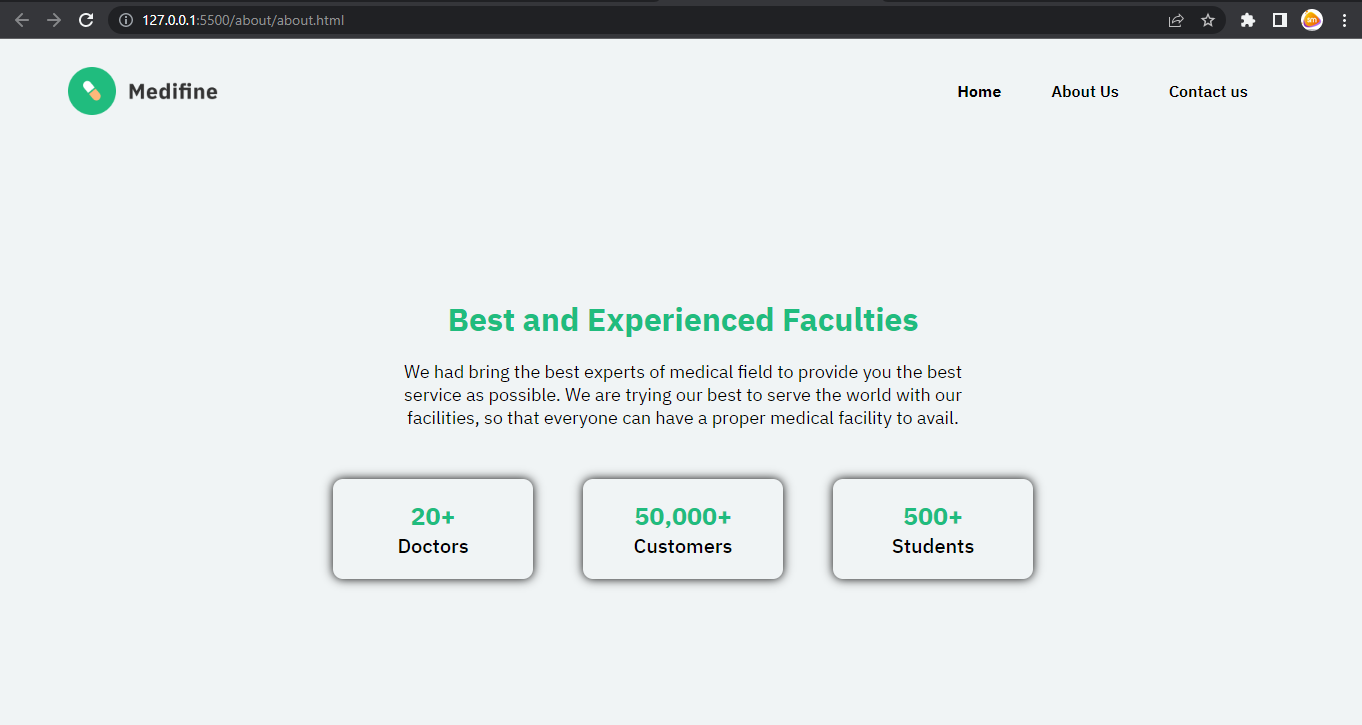 127.0.0.1:5500/about/about.html
Medifine
Home
About Us
Contact us
Best and Experienced Faculties
We had bring the best experts of medical field to provide you the best
service as possible. We are trying our best to serve the world with our
facilities, so that everyone can have a proper medical facility to avail.
20+
Doctors
50,000+
Customers
500+
Students